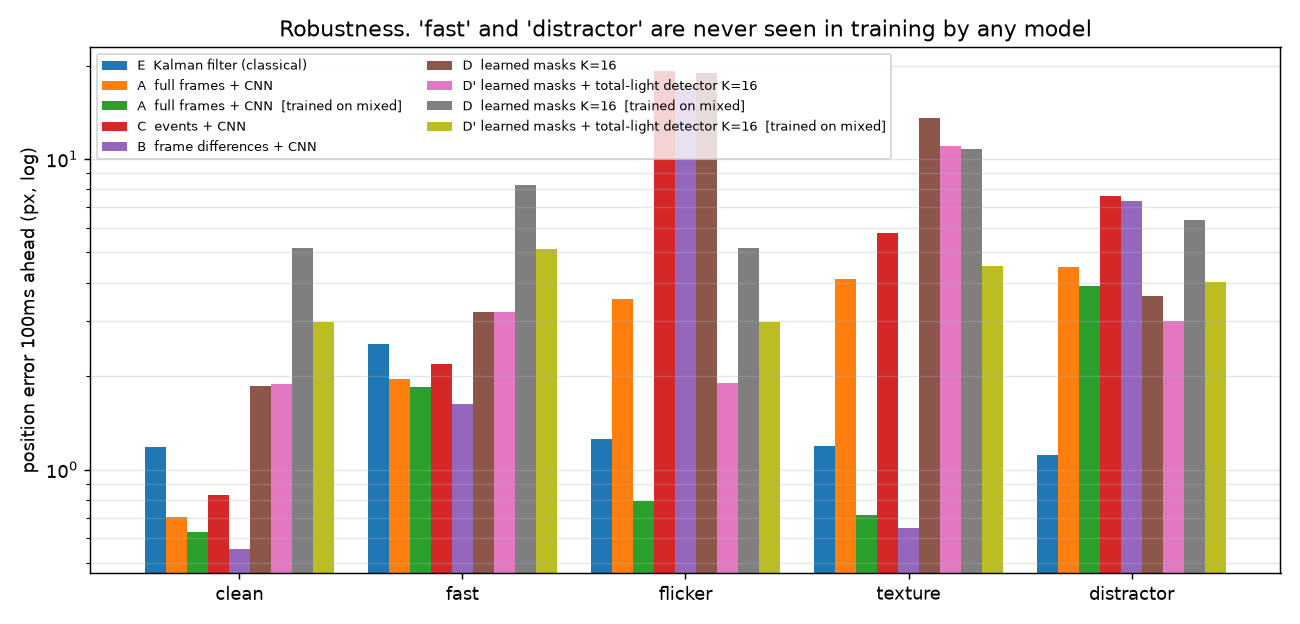 Robustness. 'fast' and 'distractor' are never seen in training by any model
E  Kalman filter (classical)
A  full frames + CNN
A  full frames + CNN  [trained on mixed]
C  events + CNN
B  frame differences + CNN
D  learned masks K=16
D' learned masks + total-light detector K=16
D  learned masks K=16  [trained on mixed]
D' learned masks + total-light detector K=16  [trained on mixed]
position error 100ms ahead (px, log)
10¹
10⁰
clean
fast
flicker
texture
distractor